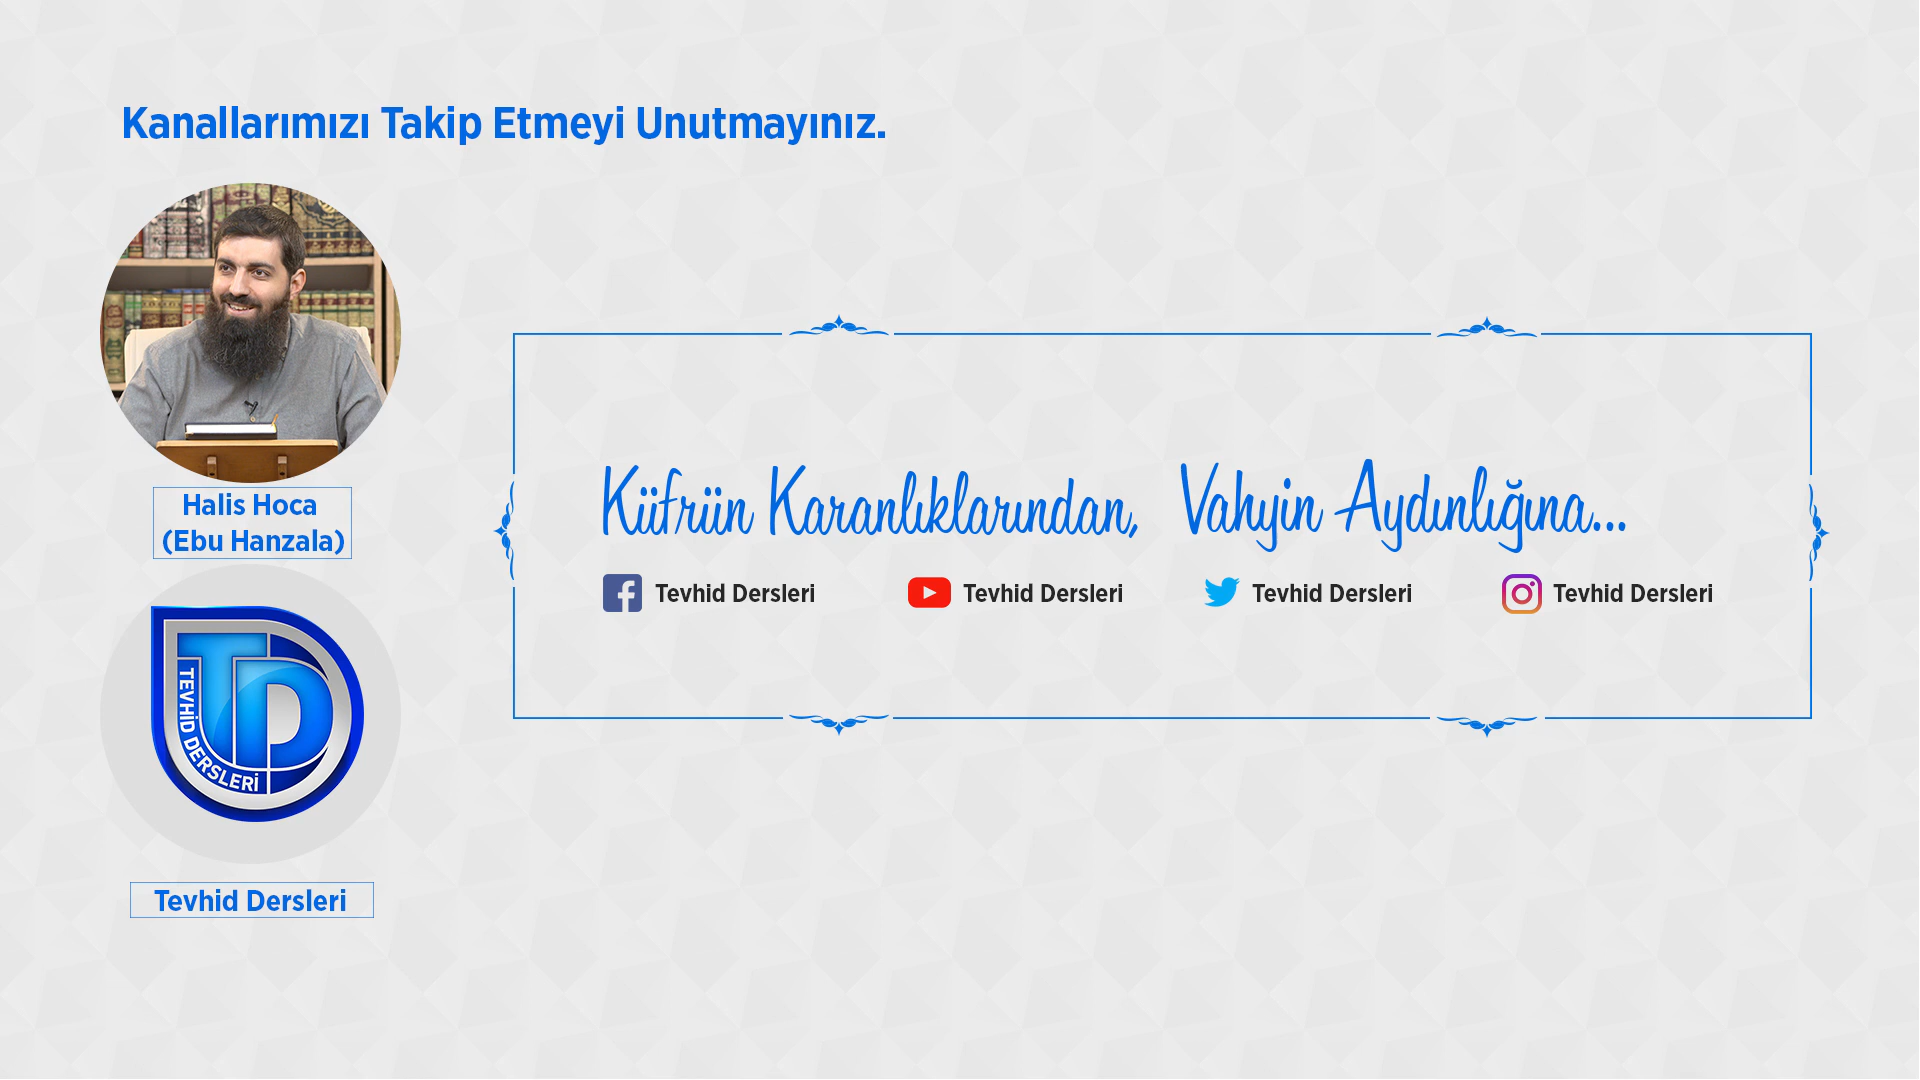 Kanallarımızı Takip Etmeyi Unutmayınız.
Halis Hoca
(Ebu Hanzala)
TD
TEVHİD DERSLERİ
Tevhid Dersleri
Küfrün Karanlıklarından, Vahyin Aydınlığına...
Tevhid Dersleri Tevhid Dersleri Tevhid Dersleri Tevhid Dersleri